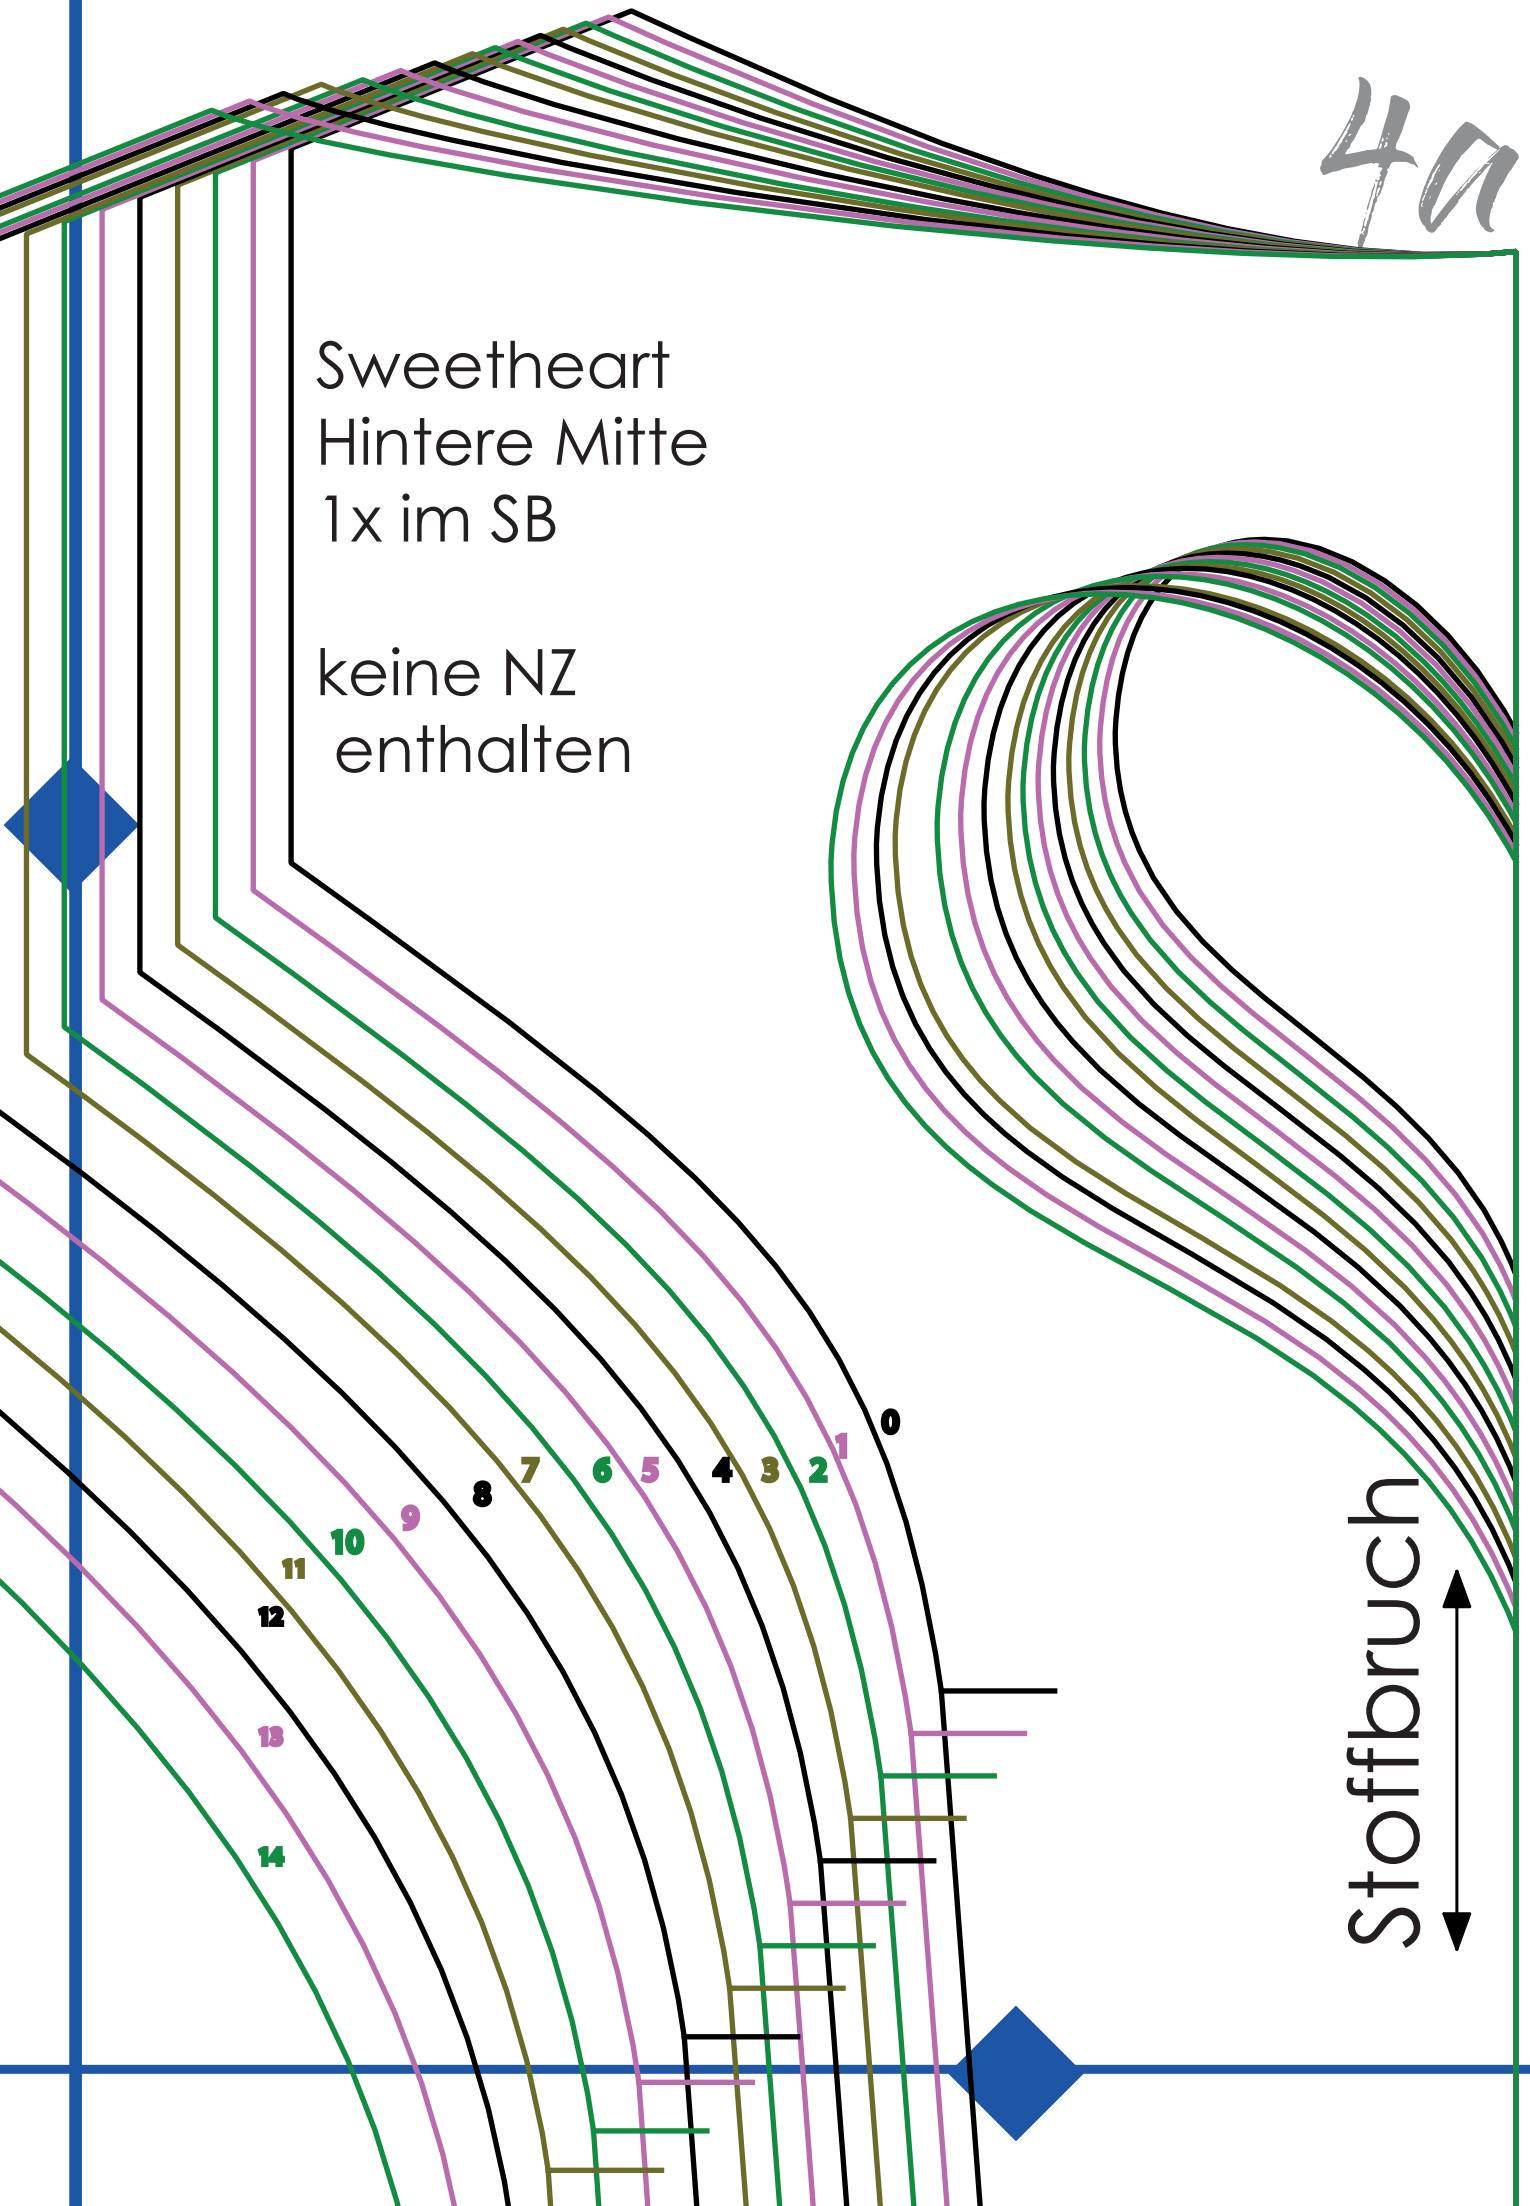 4a
Sweetheart
Hintere Mitte
1x im SB
keine NZ
enthalten
0
1
2
3
4
5
6
7
8
9
10
11
12
13
14
Stoffbruch